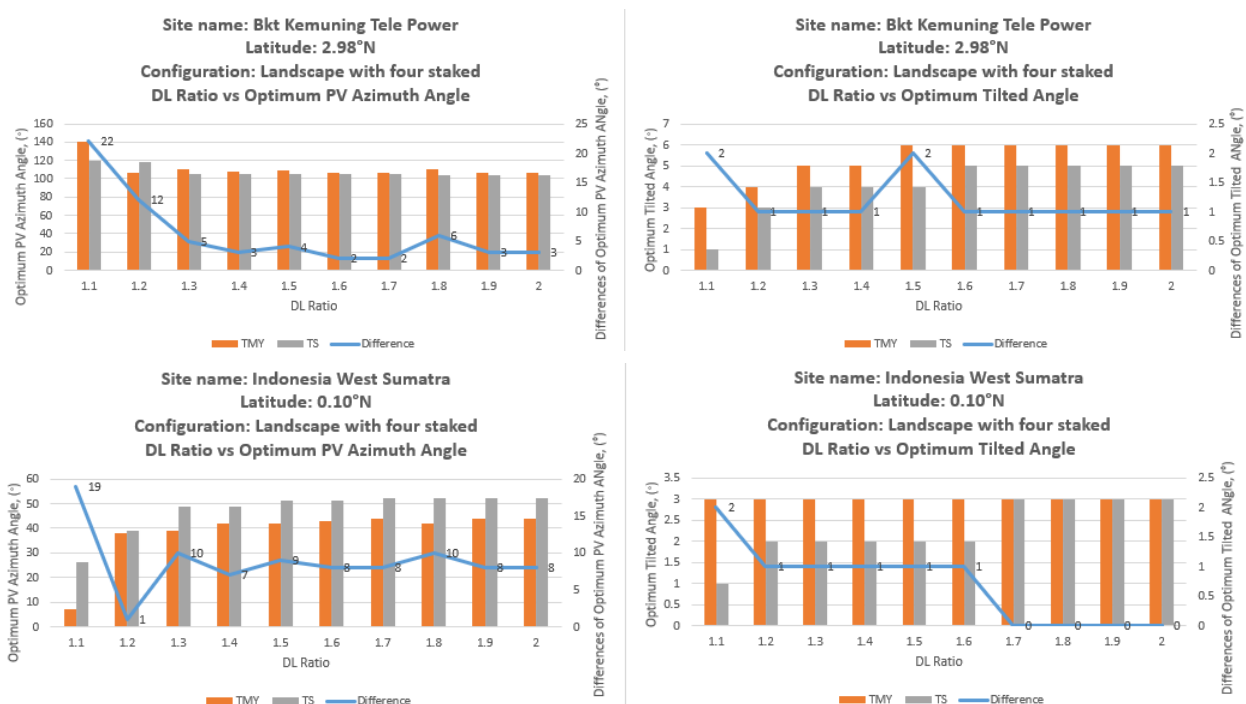 Site name: Bkt Kemuning Tele Power
Latitude: 2.98°N
Configuration: Landscape with four staked
DL Ratio vs Optimum PV Azimuth Angle
Optimum PV Azimuth Angle, (°)
160
140
120
100
80
60
40
20
0
22
12
5
3
4
2
2
6
3
3
25
20
15
10
5
0
Differences of Optimum PV Azimuth ANgle, (°)
1.1 1.2 1.3 1.4 1.5 1.6 1.7 1.8 1.9 2
DL Ratio
TMY TS Difference
Site name: Bkt Kemuning Tele Power
Latitude: 2.98°N
Configuration: Landscape with four staked
DL Ratio vs Optimum Tilted Angle
Optimum Tilted Angle, (°)
7
6
5
4
3
2
1
0
2
1
1
1
2
1
1
1
1
1
2.5
2
1.5
1
0.5
0
Differences of Optimum Tilted ANgle, (°)
1.1 1.2 1.3 1.4 1.5 1.6 1.7 1.8 1.9 2
DL Ratio
TMY TS Difference
Site name: Indonesia West Sumatra
Latitude: 0.10°N
Configuration: Landscape with four staked
DL Ratio vs Optimum PV Azimuth Angle
Optimum PV Azimuth Angle, (°)
60
50
40
30
20
10
0
19
1
10
7
9
8
8
10
8
8
20
15
10
5
0
Differences of Optimum PV Azimuth ANgle, (°)
1.1 1.2 1.3 1.4 1.5 1.6 1.7 1.8 1.9 2
DL Ratio
TMY TS Difference
Site name: Indonesia West Sumatra
Latitude: 0.10°N
Configuration: Landscape with four staked
DL Ratio vs Optimum Tilted Angle
Optimum Tilted Angle, (°)
3.5
3
2.5
2
1.5
1
0.5
0
2
1
1
1
1
1
0
0
0
0
2.5
2
1.5
1
0.5
0
Differences of Optimum Tilted ANgle, (°)
1.1 1.2 1.3 1.4 1.5 1.6 1.7 1.8 1.9 2
DL Ratio
TMY TS Difference